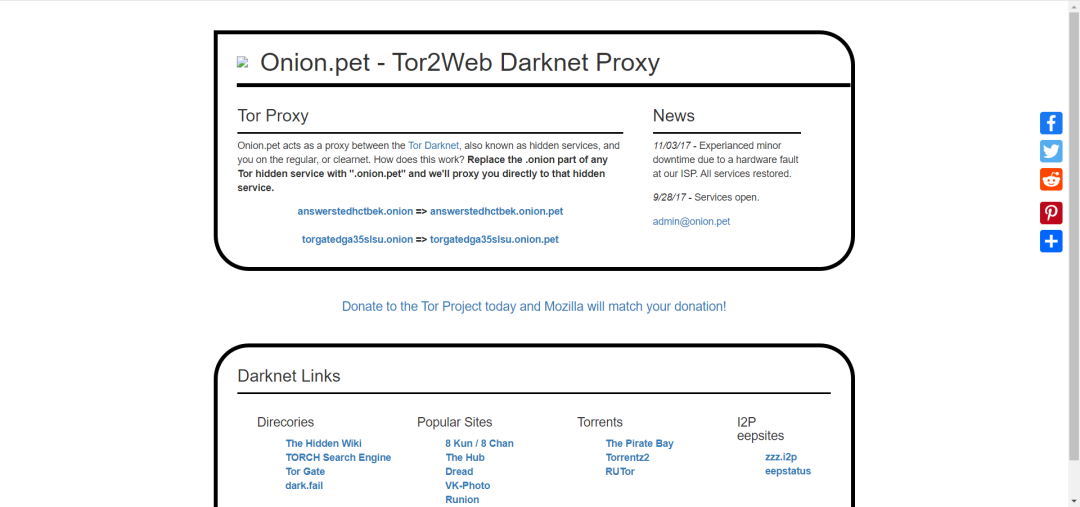 Onion.pet - Tor2Web Darknet Proxy
Tor Proxy
Onion.pet acts as a proxy between the Tor Darknet, also known as hidden services, and
you on the regular, or clearnet. How does this work? Replace the .onion part of any
Tor hidden service with ".onion.pet" and we'll proxy you directly to that hidden
service.
answerstedhctbek.onion => answerstedhctbek.onion.pet
torgatedga35slsu.onion => torgatedga35slsu.onion.pet
News
11/03/17 - Experianced minor
downtime due to a hardware fault
at our ISP. All services restored.
9/28/17 - Services open.
admin@onion.pet
Donate to the Tor Project today and Mozilla will match your donation!
Darknet Links
Direcories
The Hidden Wiki
TORCH Search Engine
Tor Gate
dark.fail
Popular Sites
8 Kun / 8 Chan
The Hub
Dread
VK-Photo
Runion
Torrents
The Pirate Bay
Torrentz2
RUTor
I2P
eepsites
zzz.i2p
eepstatus